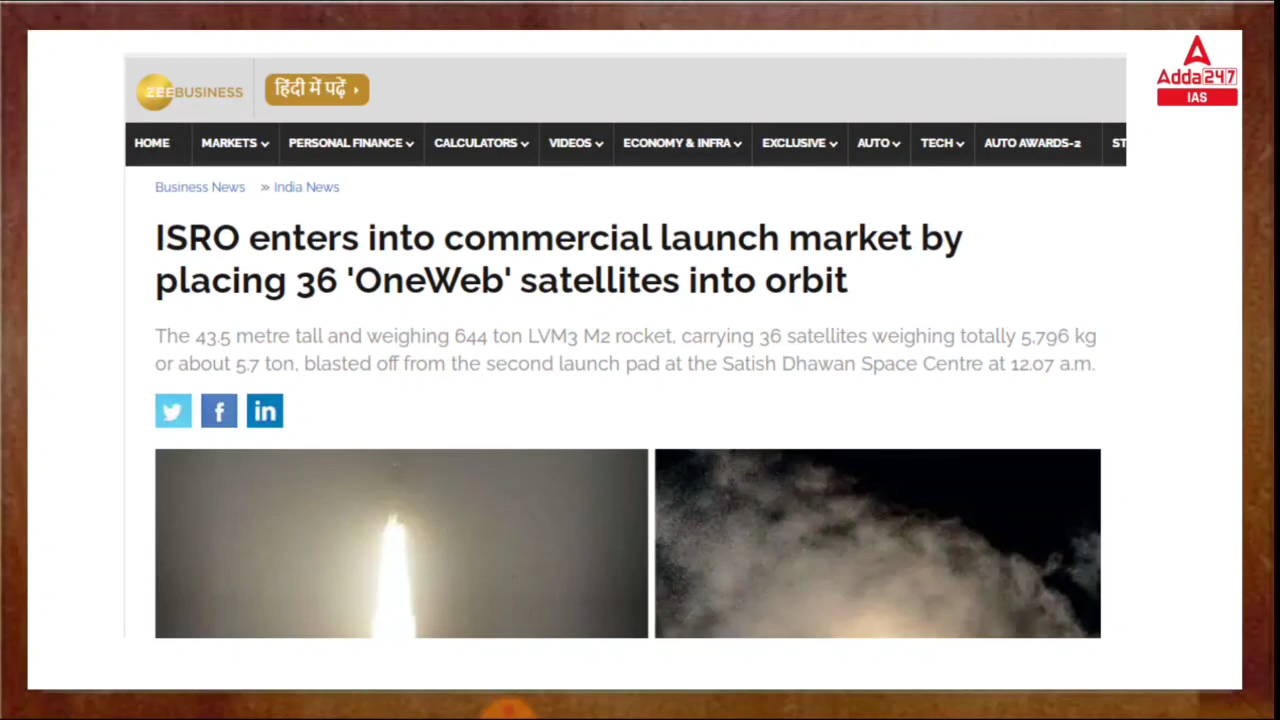 Adda247
IAS
ZEEBUSINESS
हिंदी में पढ़ें
HOME MARKETS PERSONAL FINANCE CALCULATORS VIDEOS ECONOMY & INFRA EXCLUSIVE AUTO TECH AUTO AWARDS-2 ST
Business News » India News
ISRO enters into commercial launch market by
placing 36 'OneWeb' satellites into orbit
The 43.5 metre tall and weighing 644 ton LVM3 M2 rocket, carrying 36 satellites weighing totally 5,796 kg
or about 5.7 ton, blasted off from the second launch pad at the Satish Dhawan Space Centre at 12.07 a.m.
f in